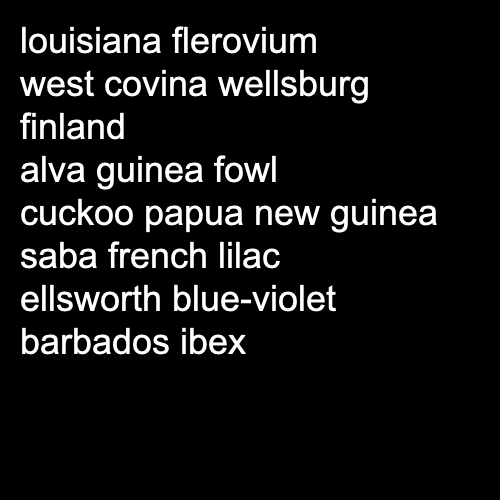 louisiana flerovium
west covina wellsburg
finland
alva guinea fowl
cuckoo papua new guinea
saba french lilac
ellsworth blue-violet
barbados ibex